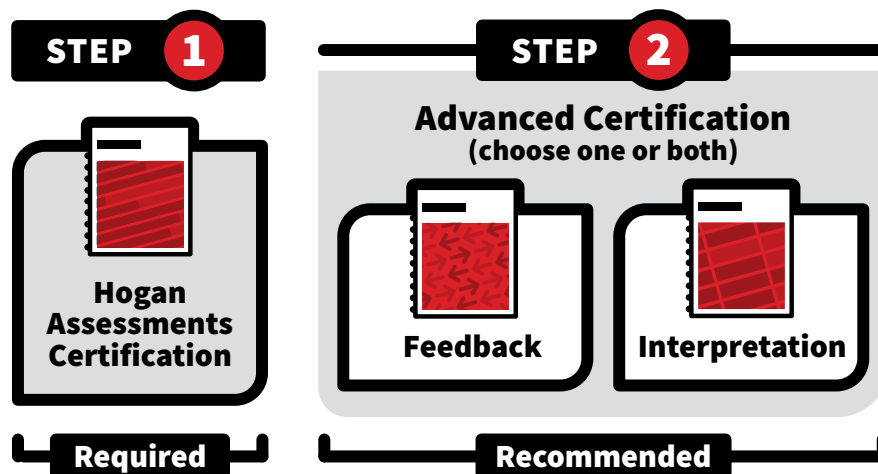 STEP 1
Hogan
Assessments
Certification
Required
STEP 2
Advanced Certification
(choose one or both)
Feedback
Interpretation
Recommended